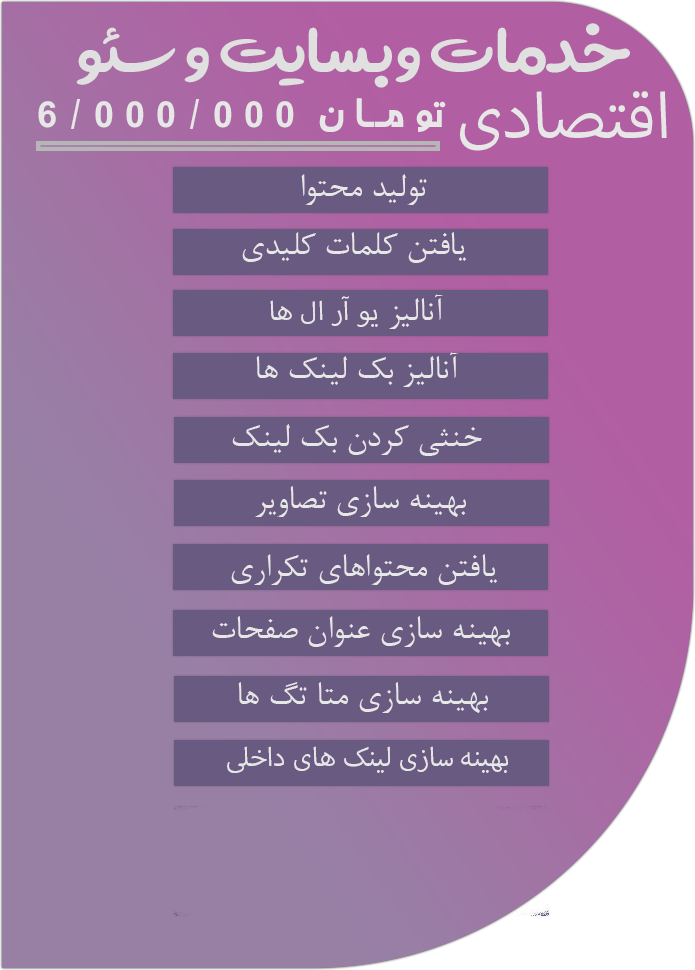 خدمات وبسایت و سئو
اقتصادی
6/000/000 تومان
تولید محتوا
یافتن کلمات کلیدی
آنالیز یو آر ال ها
آنالیز بک لینک ها
خنثی کردن بک لینک
بهینه سازی تصاویر
یافتن محتواهای تکراری
بهینه سازی عنوان صفحات
بهینه سازی متا تگ ها
بهینه سازی لینک های داخلی